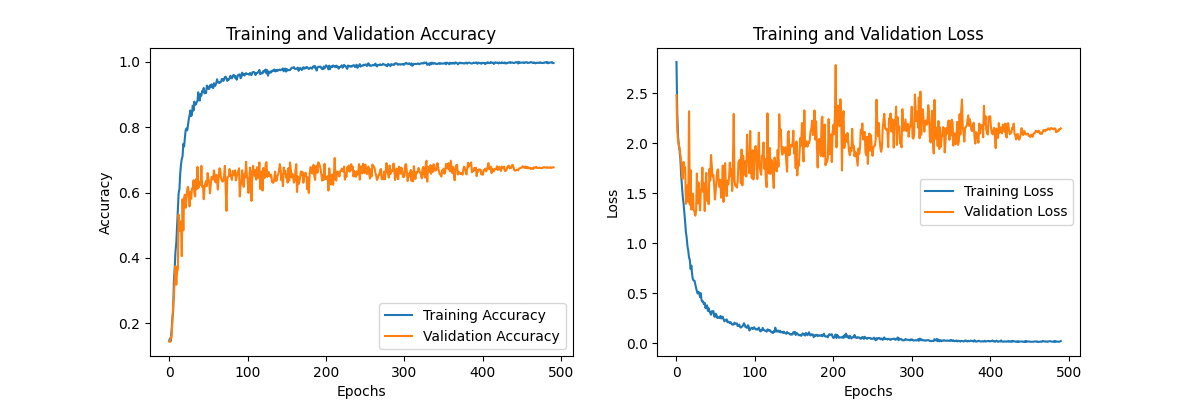 Training and Validation Accuracy
1.0
0.8
0.6
0.4
0.2
Accuracy
0
100
200
300
400
500
Epochs
Training Accuracy
Validation Accuracy
Training and Validation Loss
2.5
2.0
1.5
1.0
0.5
0.0
Loss
0
100
200
300
400
500
Epochs
Training Loss
Validation Loss